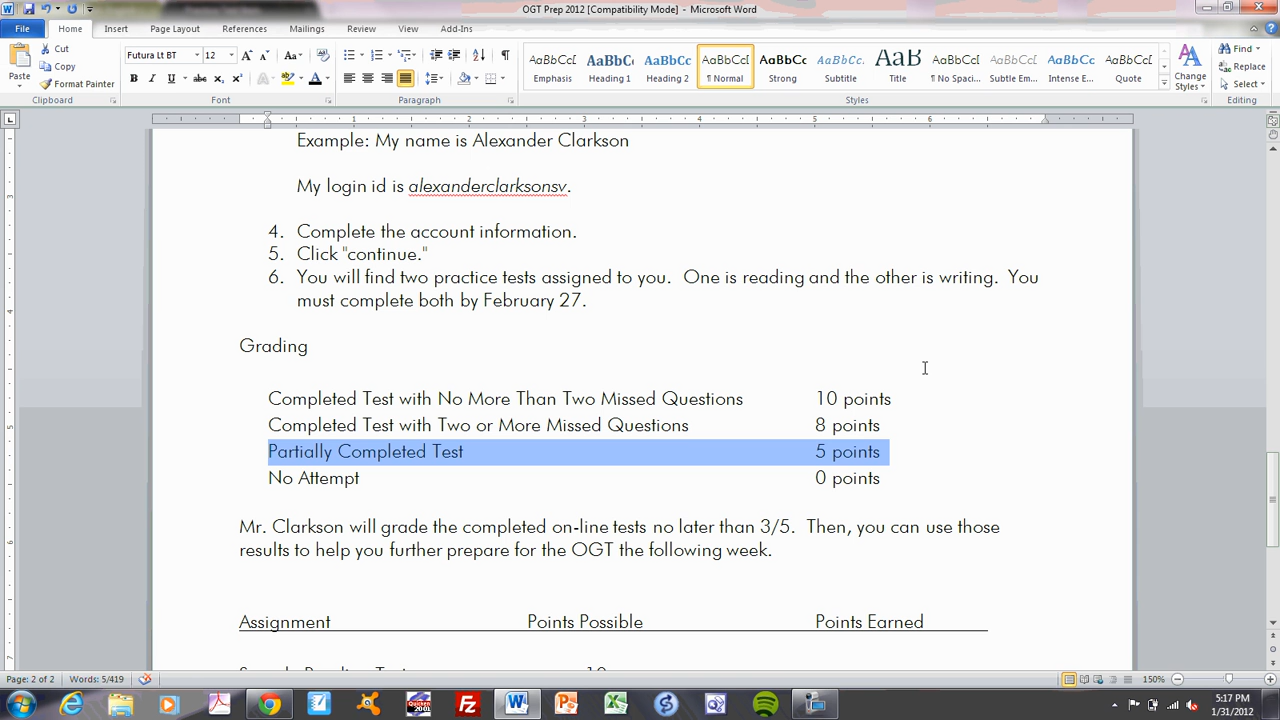 OGT Prep 2012 [Compatibility Mode] - Microsoft Word
File Home Insert Page Layout References Mailings Review View Add-Ins
Paste Cut Copy Format Painter Clipboard
Futura Lt BT 12 Font
Paragraph
AaBbCcI AaBbCc AaBbCc AaBbCcI AaBbCc AaBbCc AaB AaBbCcI AaBbCc AaBbCc AaBbCc
Emphasis Heading 1 Heading 2 ¶ Normal Strong Subtitle Title ¶ No Spaci... Subtle Em... Intense E... Quote
Styles
Change Styles
Find Replace Select Editing
1 2 3 4 5 6
Example: My name is Alexander Clarkson
My login id is alexanderclarksonsv.
4. Complete the account information.
5. Click "continue."
6. You will find two practice tests assigned to you. One is reading and the other is writing. You
must complete both by February 27.
Grading
Completed Test with No More Than Two Missed Questions 10 points
Completed Test with Two or More Missed Questions 8 points
Partially Completed Test 5 points
No Attempt 0 points
Mr. Clarkson will grade the completed on-line tests no later than 3/5. Then, you can use those
results to help you further prepare for the OGT the following week.
Assignment Points Possible Points Earned
Page: 2 of 2 Words: 5/419 150%
5:17 PM
1/31/2012